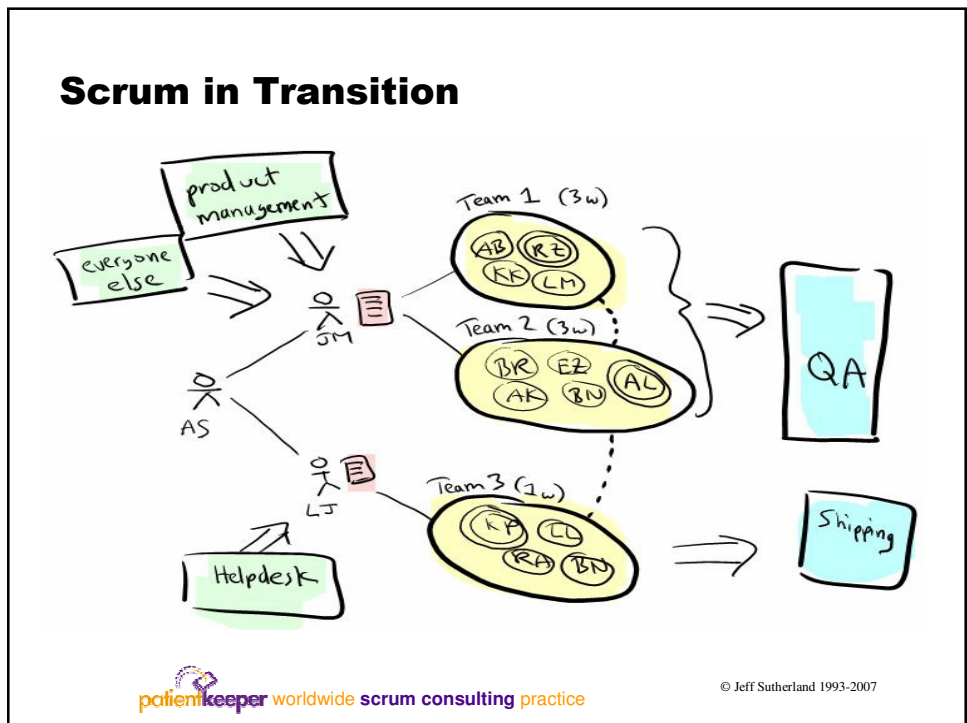 Scrum in Transition
product
management
everyone
else
JM
AS
LJ
Helpdesk
Team 1 (3w)
AB RZ
KK LM
Team 2 (3w)
BR EZ AL
AK BN
Team 3 (1w)
KP LL
RA BN
QA
Shipping
patientkeeper worldwide scrum consulting practice
© Jeff Sutherland 1993-2007